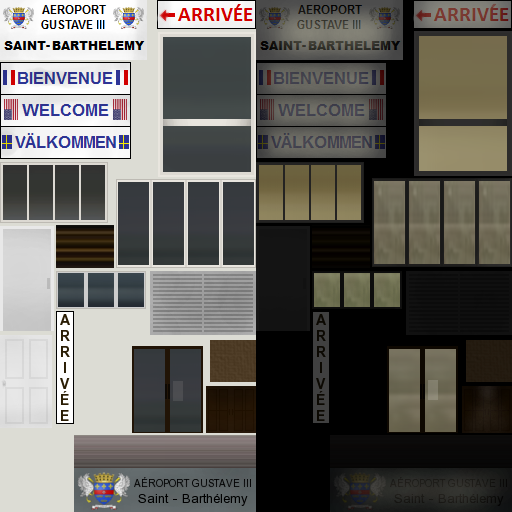 AEROPORT
GUSTAVE III
SAINT-BARTHELEMY
ARRIVÉE
BIENVENUE
WELCOME
VÄLKOMMEN
ARRIVÉE
AÉROPORT GUSTAVE III
Saint - Barthélemy
AEROPORT
GUSTAVE III
SAINT-BARTHELEMY
ARRIVÉE
BIENVENUE
WELCOME
VÄLKOMMEN
ARRIVÉE
AÉROPORT GUSTAVE III
Saint - Barthélemy